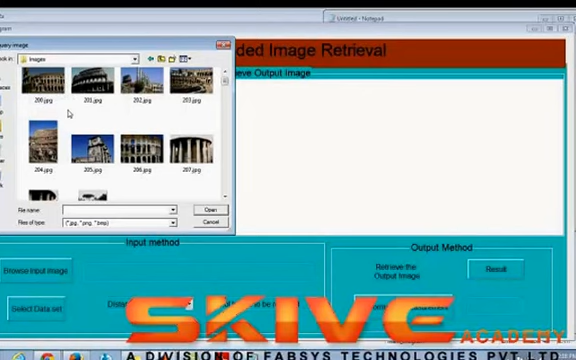 Untitled - Notepad
query image
ded Image Retrieval
ook in:
Images
eve Output Image
200.jpg
201.jpg
202.jpg
203.jpg
204.jpg
205.jpg
206.jpg
207.jpg
File name:
Open
Files of type:
(*.jpg, *.png, *.bmp)
Cancel
Input method
Output Method
Browse Input Image
Retrieve the
Output Image
Result
Select Data set
SKIVE
ACADEMY
A DIVISION OF FABSYS TECHNOLOGIES PVT LTD